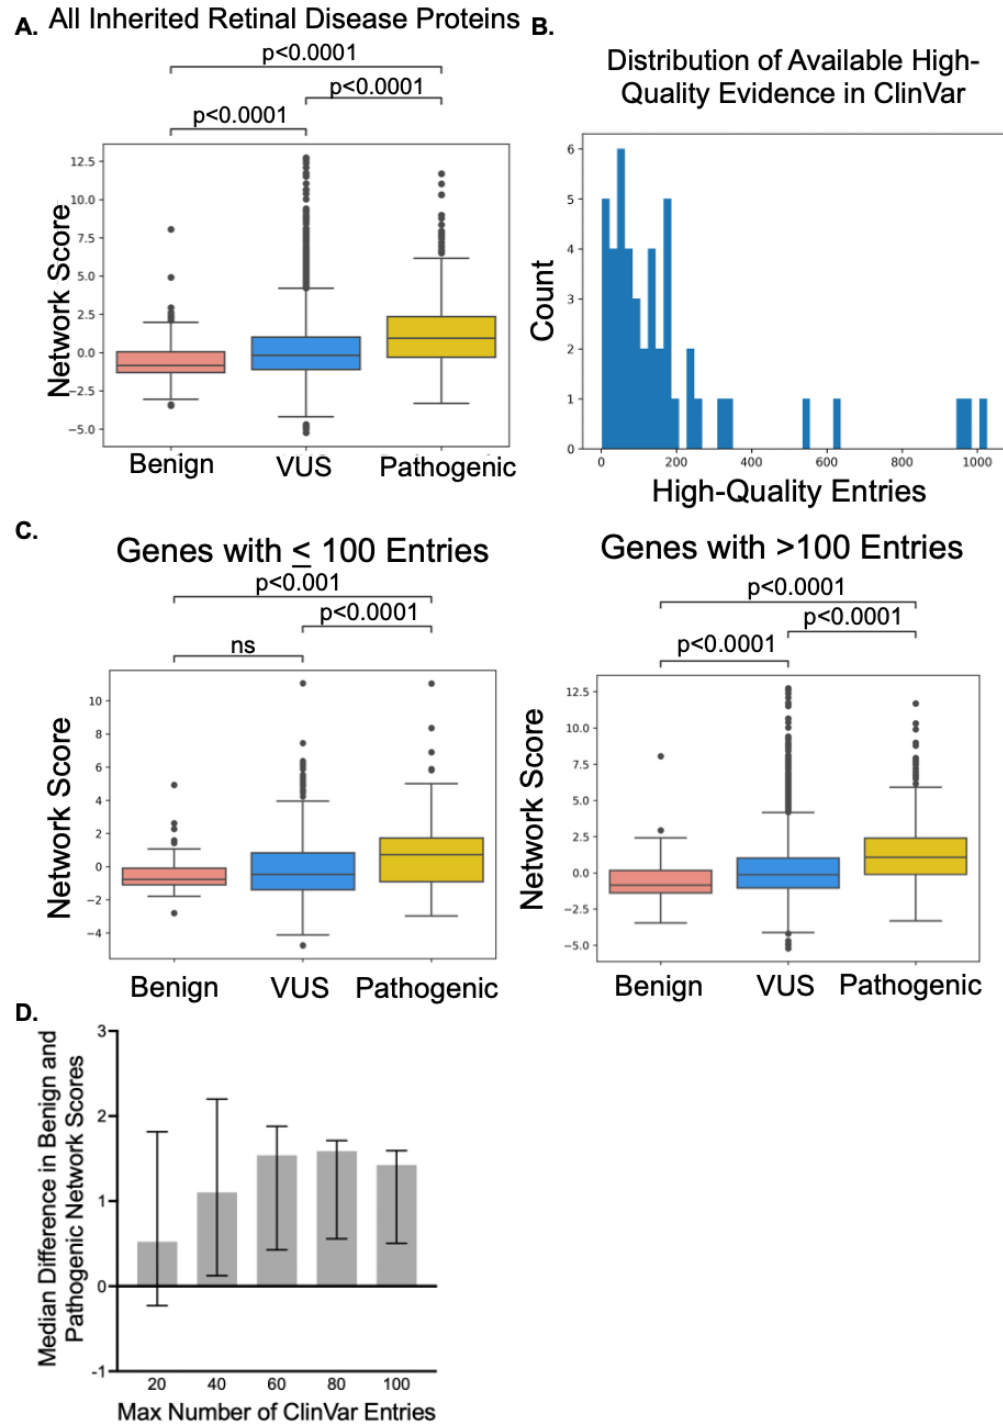 A. All Inherited Retinal Disease Proteins
p<0.0001
p<0.0001
p<0.0001
Network Score
12.5
10.0
7.5
5.0
2.5
0.0
−2.5
−5.0
Benign VUS Pathogenic
B.
Distribution of Available High-
Quality Evidence in ClinVar
Count
6
5
4
3
2
1
0
0 200 400 600 800 1000
High-Quality Entries
C.
Genes with ≤ 100 Entries
p<0.001
p<0.0001
ns
Network Score
10
8
6
4
2
0
−2
−4
Benign VUS Pathogenic
Genes with >100 Entries
p<0.0001
p<0.0001
p<0.0001
Network Score
12.5
10.0
7.5
5.0
2.5
0.0
−2.5
−5.0
Benign VUS Pathogenic
D.
Median Difference in Benign and
Pathogenic Network Scores
3
2
1
0
-1
20 40 60 80 100
Max Number of ClinVar Entries